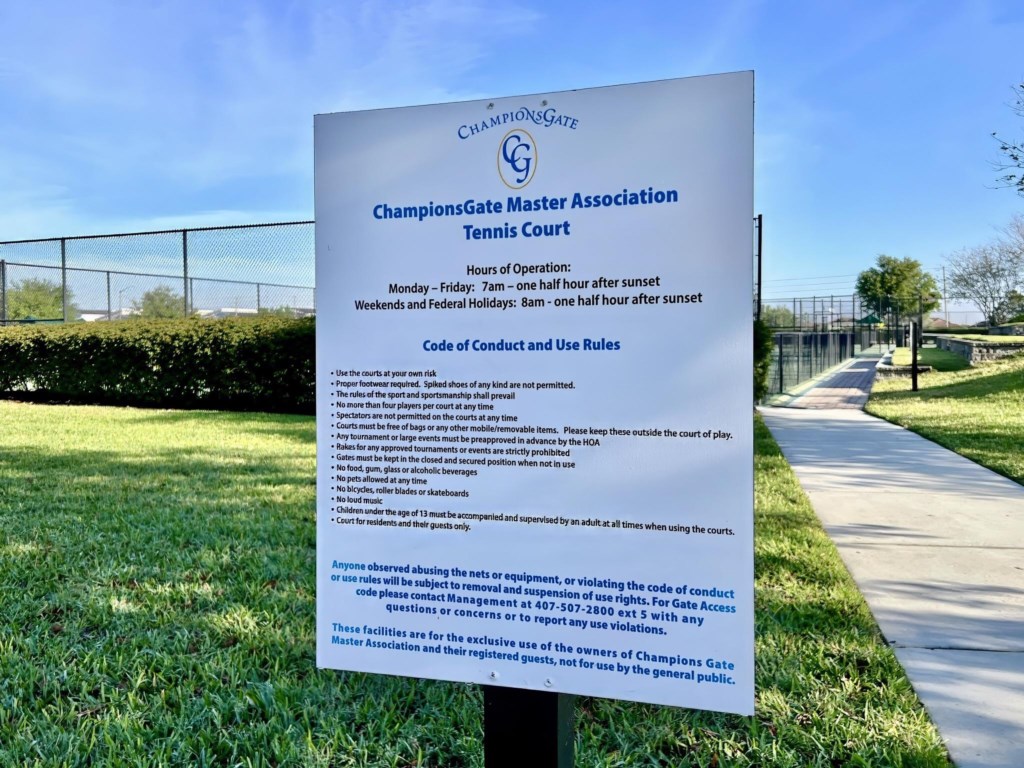 ChampionsGate
CG
ChampionsGate Master Association
Tennis Court
Hours of Operation:
Monday – Friday: 7am – one half hour after sunset
Weekends and Federal Holidays: 8am - one half hour after sunset
Code of Conduct and Use Rules
• Use the courts at your own risk
• Proper footwear required. Spiked shoes of any kind are not permitted.
• The rules of the sport and sportsmanship shall prevail
• No more than four players per court at any time
• Spectators are not permitted on the courts at any time
• Courts must be free of bags or any other mobile/removable items. Please keep these outside the court of play.
• Any tournament or large events must be preapproved in advance by the HOA
• Rakes for any approved tournaments or events are strictly prohibited
• Gates must be kept in the closed and secured position when not in use
• No food, gum, glass or alcoholic beverages
• No pets allowed at any time
• No bicycles, roller blades or skateboards
• No loud music
• Children under the age of 13 must be accompanied and supervised by an adult at all times when using the courts.
• Court for residents and their guests only.
Anyone observed abusing the nets or equipment, or violating the code of conduct
or use rules will be subject to removal and suspension of use rights. For Gate Access
code please contact Management at 407-507-2800 ext 5 with any
questions or concerns or to report any use violations.
These facilities are for the exclusive use of the owners of Champions Gate
Master Association and their registered guests, not for use by the general public.